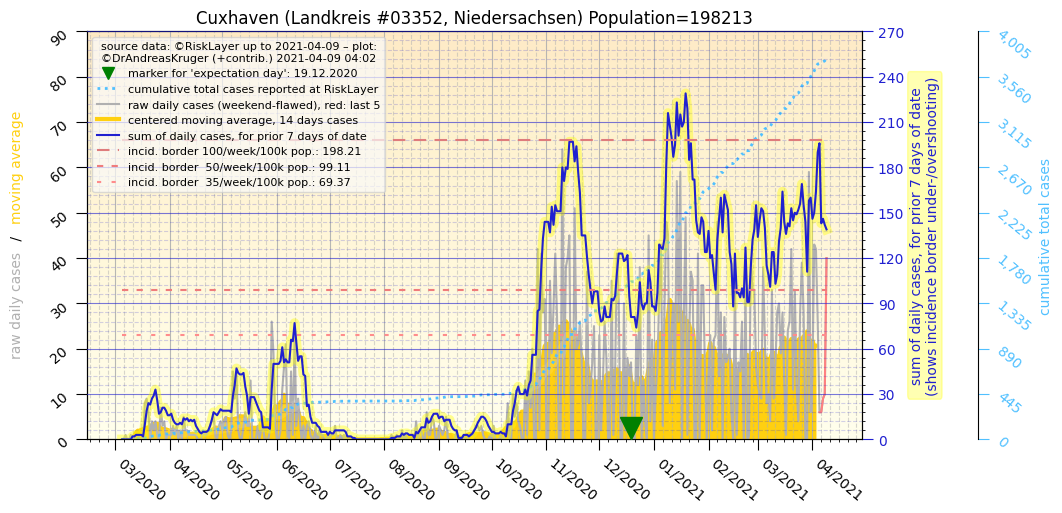 Cuxhaven (Landkreis #03352, Niedersachsen) Population=198213
source data: ©RiskLayer up to 2021-04-09 – plot:
©DrAndreasKruger (+contrib.) 2021-04-09 04:02
marker for 'expectation day': 19.12.2020
cumulative total cases reported at RiskLayer
raw daily cases (weekend-flawed), red: last 5
centered moving average, 14 days cases
sum of daily cases, for prior 7 days of date
incid. border 100/week/100k pop.: 198.21
incid. border  50/week/100k pop.: 99.11
incid. border  35/week/100k pop.: 69.37
raw daily cases  /  moving average
90
80
70
60
50
40
30
20
10
0
03/2020
04/2020
05/2020
06/2020
07/2020
08/2020
09/2020
10/2020
11/2020
12/2020
01/2021
02/2021
03/2021
04/2021
270
240
210
180
150
120
90
60
30
0
sum of daily cases, for prior 7 days of date
(shows incidence border under-/overshooting)
4,005
3,560
3,115
2,670
2,225
1,780
1,335
890
445
0
cumulative total cases